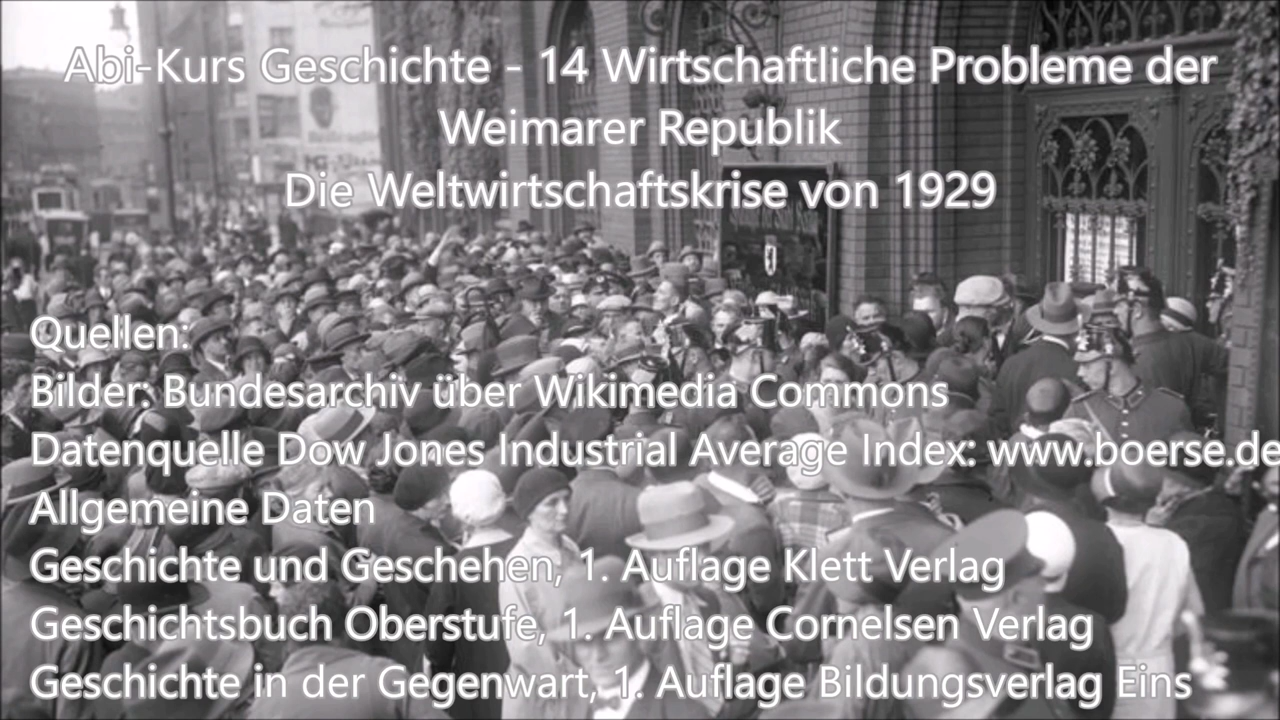 Abi-Kurs Geschichte - 14 Wirtschaftliche Probleme der
Weimarer Republik
Die Weltwirtschaftskrise von 1929
Quellen:
Bilder: Bundesarchiv über Wikimedia Commons
Datenquelle Dow Jones Industrial Average Index: www.boerse.de
Allgemeine Daten
Geschichte und Geschehen, 1. Auflage Klett Verlag
Geschichtsbuch Oberstufe, 1. Auflage Cornelsen Verlag
Geschichte in der Gegenwart, 1. Auflage Bildungsverlag Eins